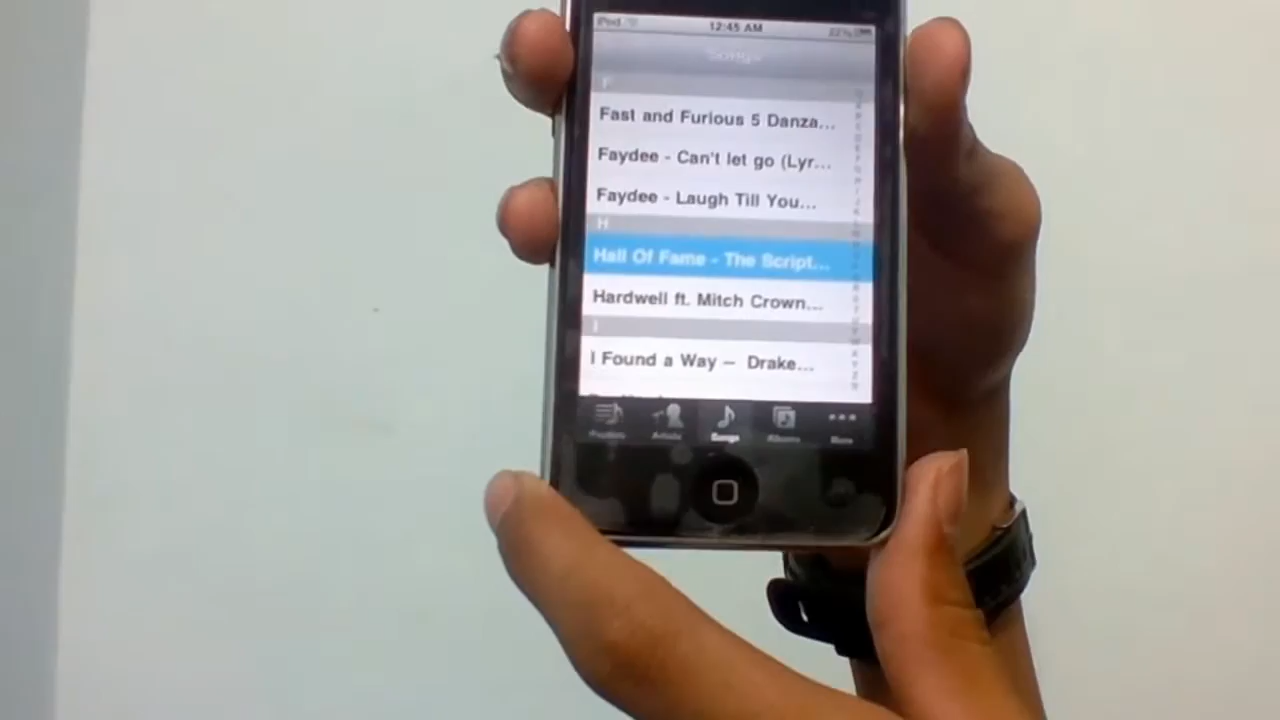 iPod 12:45 AM 22%
Songs
F
Fast and Furious 5 Danza...
Faydee - Can't let go (Lyr...
Faydee - Laugh Till You...
H
Hall Of Fame - The Script...
Hardwell ft. Mitch Crown...
I
I Found a Way – Drake...
Playlists Artists Songs Albums More